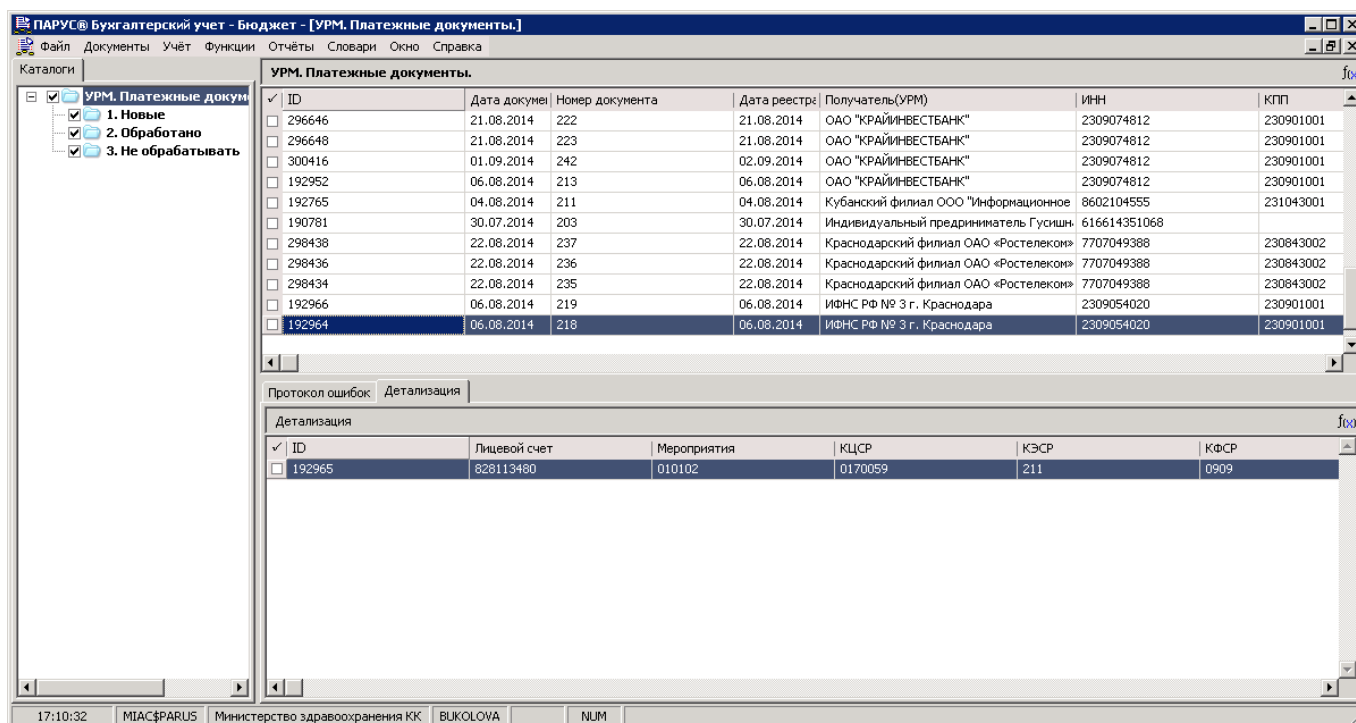 ПАРУС® Бухгалтерский учет - Бюджет - [УРМ. Платежные документы.]
Файл Документы Учёт Функции Отчёты Словари Окно Справка
Каталоги
УРМ. Платежные документы.
УРМ. Платежные докум
1. Новые
2. Обработано
3. Не обрабатывать
ID Дата докумен Номер документа Дата реестра Получатель(УРМ) ИНН КПП
296646 21.08.2014 222 21.08.2014 ОАО "КРАЙИНВЕСТБАНК" 2309074812 230901001
296648 21.08.2014 223 21.08.2014 ОАО "КРАЙИНВЕСТБАНК" 2309074812 230901001
300416 01.09.2014 242 02.09.2014 ОАО "КРАЙИНВЕСТБАНК" 2309074812 230901001
192952 06.08.2014 213 06.08.2014 ОАО "КРАЙИНВЕСТБАНК" 2309074812 230901001
192765 04.08.2014 211 04.08.2014 Кубанский филиал ООО "Информационное 8602104555 231043001
190781 30.07.2014 203 30.07.2014 Индивидуальный предприниматель Гусишн 616614351068
298438 22.08.2014 237 22.08.2014 Краснодарский филиал ОАО «Ростелеком» 7707049388 230843002
298436 22.08.2014 236 22.08.2014 Краснодарский филиал ОАО «Ростелеком» 7707049388 230843002
298434 22.08.2014 235 22.08.2014 Краснодарский филиал ОАО «Ростелеком» 7707049388 230843002
192966 06.08.2014 219 06.08.2014 ИФНС РФ № 3 г. Краснодара 2309054020 230901001
192964 06.08.2014 218 06.08.2014 ИФНС РФ № 3 г. Краснодара 2309054020 230901001
Протокол ошибок Детализация
Детализация f(x)
ID Лицевой счет Мероприятия КЦСР КЭСР КФСР
192965 828113480 010102 0170059 211 0909
17:10:32 MIAC$PARUS Министерство здравоохранения КК BUKOLOVA NUM